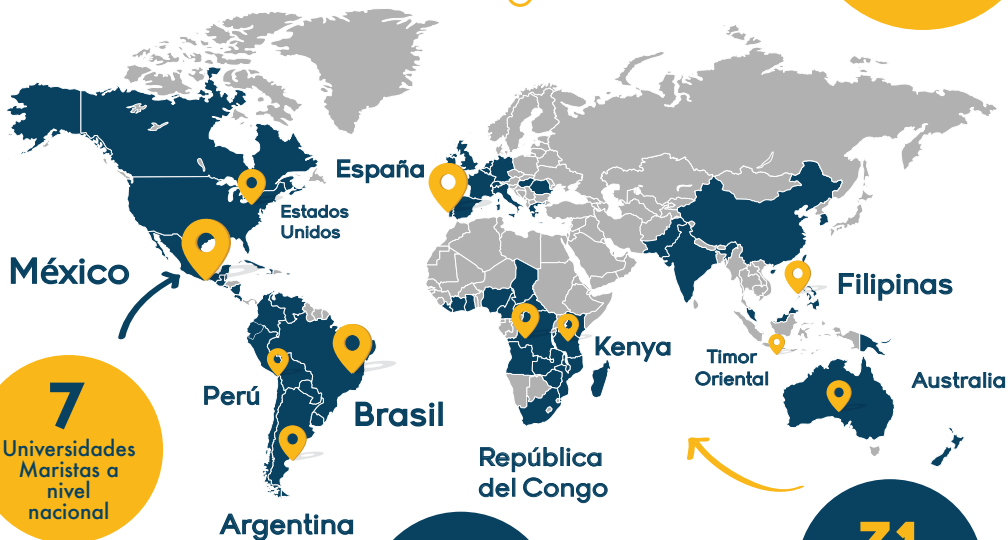 España
Estados
Unidos
México
Filipinas
Kenya
Timor
Oriental
Australia
Perú
Brasil
7
Universidades
Maristas a
nivel
nacional
República
del Congo
Argentina
31